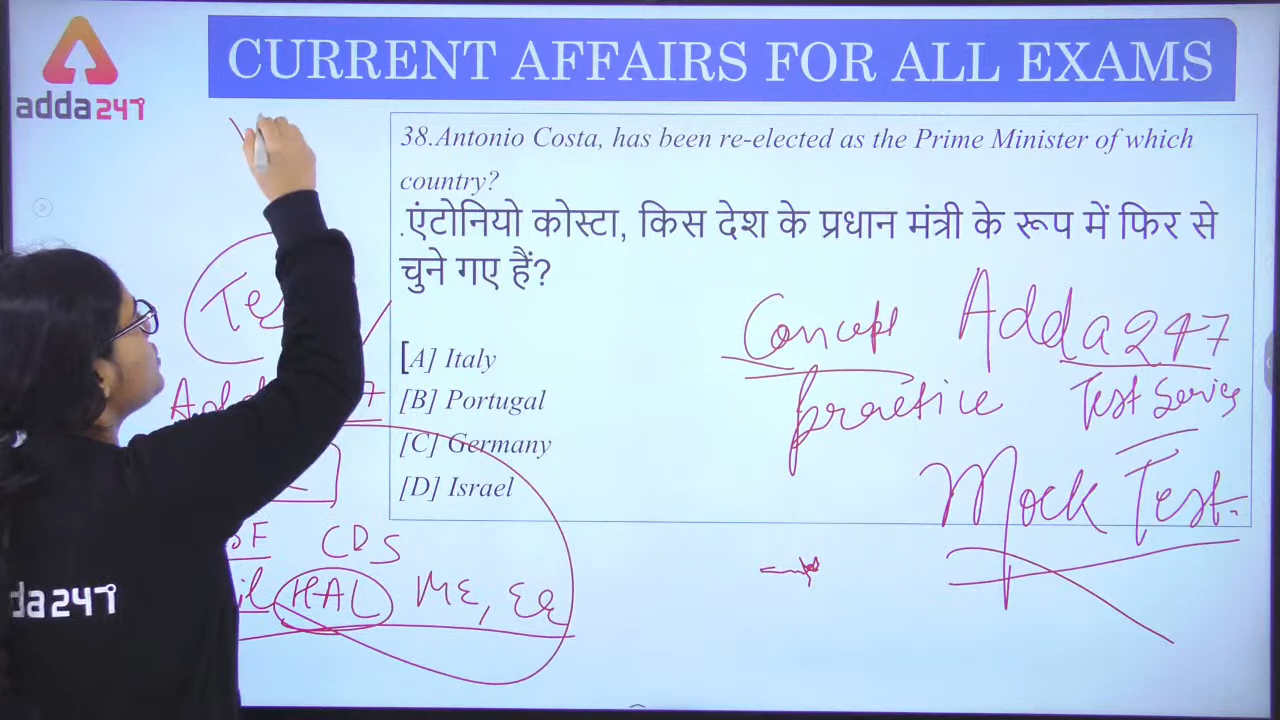 CURRENT AFFAIRS FOR ALL EXAMS
adda247
38.Antonio Costa, has been re-elected as the Prime Minister of which
country?
.एंटोनियो कोस्टा, किस देश के प्रधान मंत्री के रूप में फिर से
चुने गए हैं?
[A] Italy
[B] Portugal
[C] Germany
[D] Israel
Concept Adda247
practice Test Series
Mock Test.
CDS
HAL ME, EE
da247